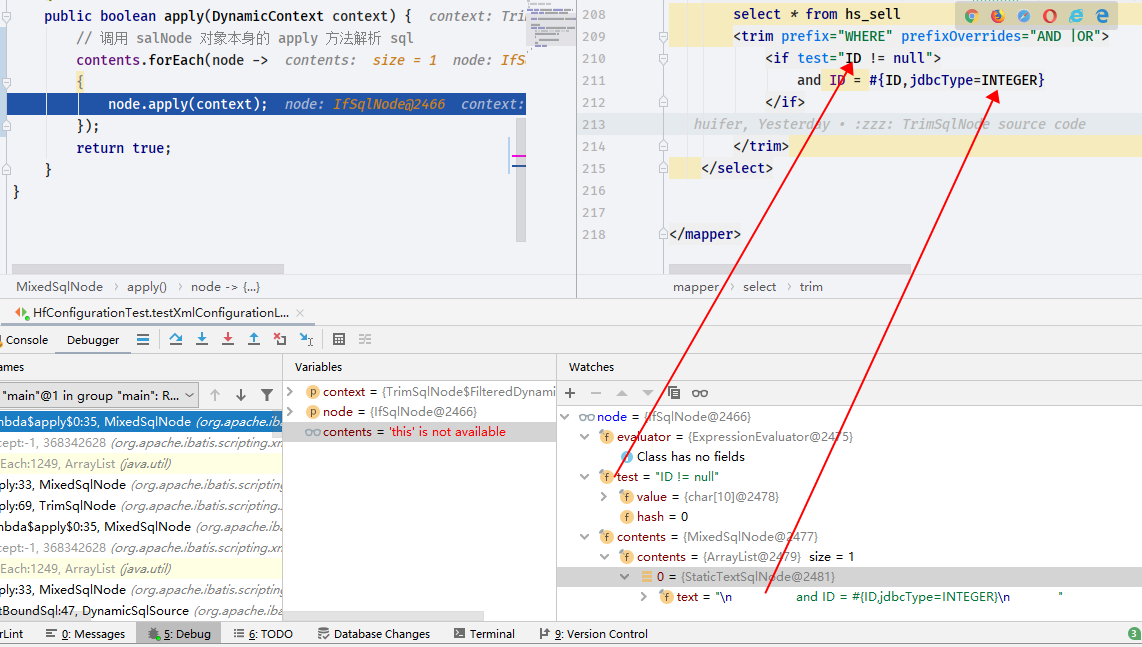 public boolean apply(DynamicContext context) { context: Tri
// 调用 salNode 对象本身的 apply 方法解析 sql
contents.forEach(node -> contents: size = 1 node: IfS
{
node.apply(context); node: IfSqlNode@2466 context:
});
return true;
}
}
MixedSqlNode
apply()
node -> {...}
208 select * from hs_sell
209 <trim prefix="WHERE" prefixOverrides="AND |OR">
210 <if test="ID != null">
211 and ID = #{ID,jdbcType=INTEGER}
212 </if>
213 huifer, Yesterday • :zzz: TrimSqlNode source code
214 </trim>
215 </select>
216
217
218 </mapper>
mapper
select
trim
HfConfigurationTest.testXmlConfigurationL...
Console
Debugger
ames
"main"@1 in group "main": R...
mbda$apply$0:35, MixedSqlNode (org.apache.iba
cept:-1, 368342628 (org.apache.ibatis.scripting.xn
Each:1249, ArrayList (java.util)
ply:33, MixedSqlNode (org.apache.ibatis.scripting
ply:69, TrimSqlNode (org.apache.ibatis.scripting.
mbda$apply$0:35, MixedSqlNode (org.apache.iba
cept:-1, 368342628 (org.apache.ibatis.scripting.xn
Each:1249, ArrayList (java.util)
ply:33, MixedSqlNode (org.apache.ibatis.scripting
tBoundSql:47, DynamicSqlSource (org.apache.ibat
Variables
context = {TrimSqlNode$FilteredDynami
node = {IfSqlNode@2466}
contents = 'this' is not available
Watches
node = {IfSqlNode@2466}
evaluator = {ExpressionEvaluator@2475}
Class has no fields
test = "ID != null"
value = {char[10]@2478}
hash = 0
contents = {MixedSqlNode@2477}
contents = {ArrayList@2479} size = 1
0 = {StaticTextSqlNode@2481}
text = "\n and ID = #{ID,jdbcType=INTEGER}\n "
rLint
0: Messages
5: Debug
6: TODO
Database Changes
Terminal
9: Version Control
3